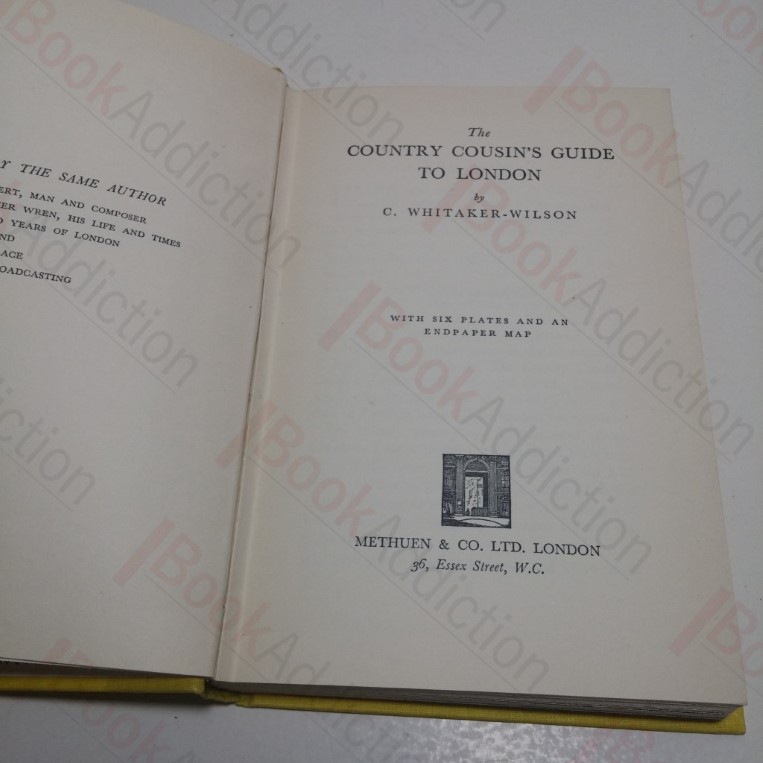 Y THE SAME AUTHOR
ERT, MAN AND COMPOSER
ER WREN, HIS LIFE AND TIMES
YEARS OF LONDON
ND
ACE
OADCASTING
The
COUNTRY COUSIN'S GUIDE
TO LONDON
by
C. WHITAKER-WILSON
WITH SIX PLATES AND AN
ENDPAPER MAP
METHUEN & CO. LTD. LONDON
36, Essex Street, W.C.
BookAddiction